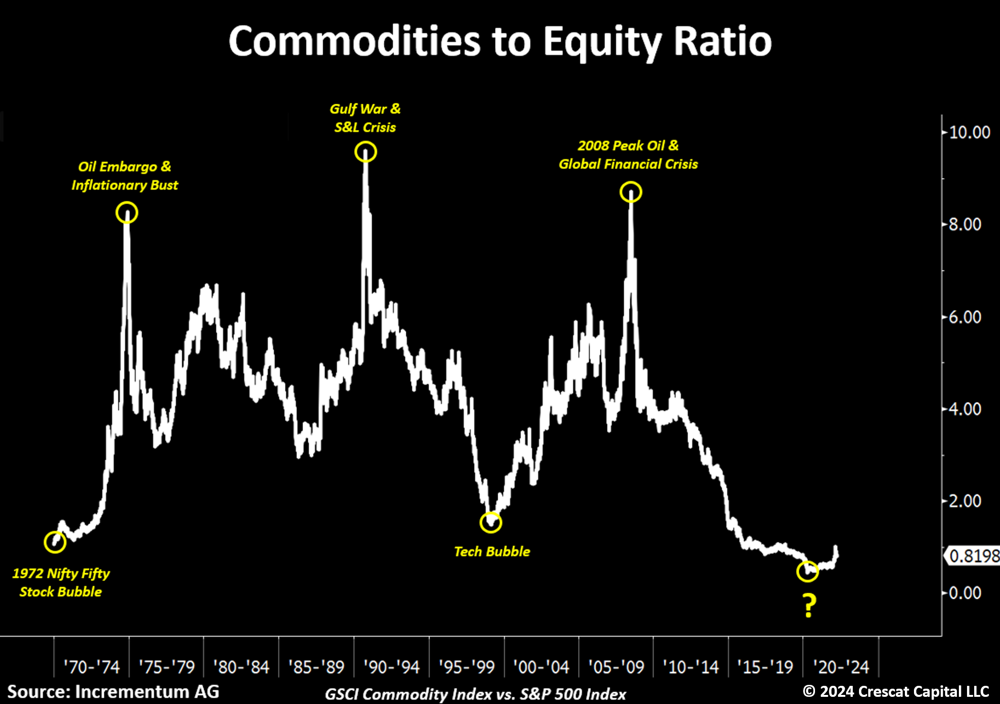 Commodities to Equity Ratio
Gulf War &
S&L Crisis
2008 Peak Oil &
Global Financial Crisis
Oil Embargo &
Inflationary Bust
10.00
8.00
6.00
4.00
2.00
0.8198
0.00
Tech Bubble
1972 Nifty Fifty
Stock Bubble
?
'70-'74 '75-'79 '80-'84 '85-'89 '90-'94 '95-'99 '00-'04 '05-'09 '10-'14 '15-'19 '20-'24
Source: Incrementum AG
GSCI Commodity Index vs. S&P 500 Index
© 2024 Crescat Capital LLC